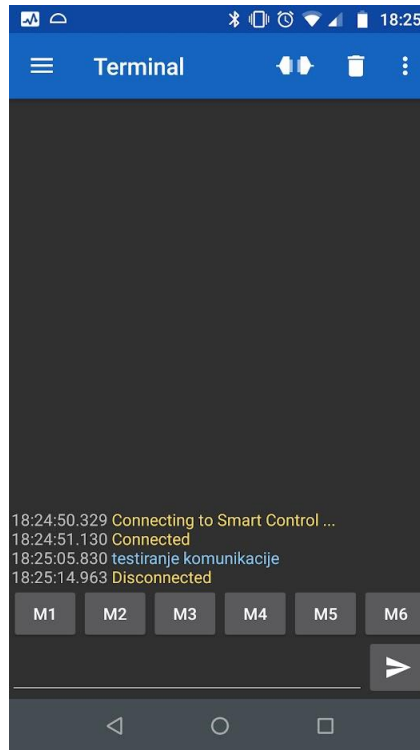 18:25
Terminal
18:24:50.329 Connecting to Smart Control ...
18:24:51.130 Connected
18:25:05.830 testiranje komunikacije
18:25:14.963 Disconnected
M1 M2 M3 M4 M5 M6